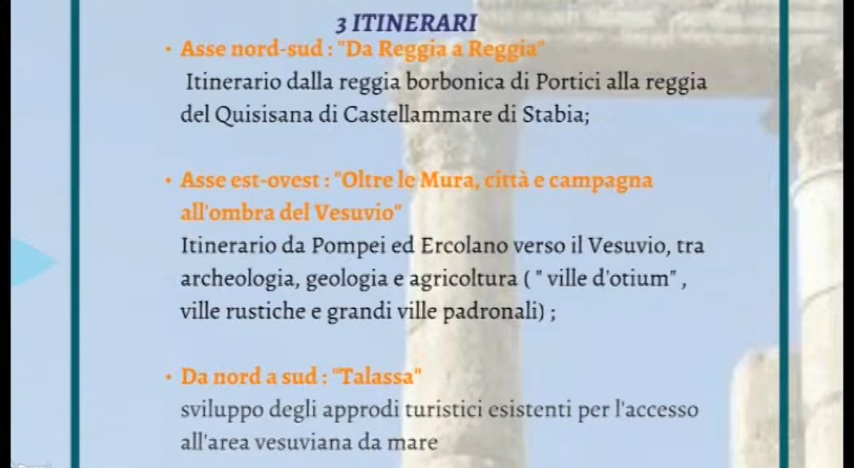 3 ITINERARI
• Asse nord-sud : "Da Reggia a Reggia"
Itinerario dalla reggia borbonica di Portici alla reggia
del Quisisana di Castellammare di Stabia;
• Asse est-ovest : "Oltre le Mura, città e campagna
all'ombra del Vesuvio"
Itinerario da Pompei ed Ercolano verso il Vesuvio, tra
archeologia, geologia e agricoltura ( " ville d'otium" ,
ville rustiche e grandi ville padronali) ;
• Da nord a sud : "Talassa"
sviluppo degli approdi turistici esistenti per l'accesso
all'area vesuviana da mare